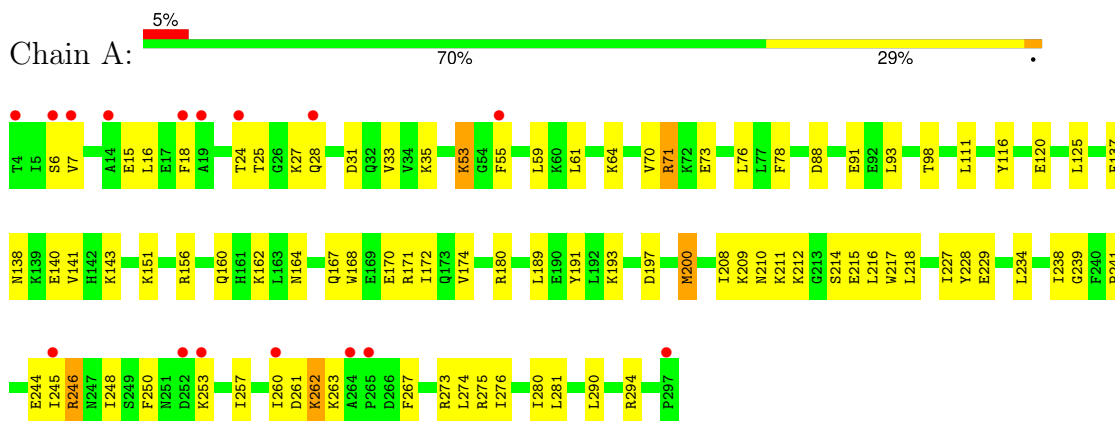 5%
Chain A:
70% 29% •
T4 I5 S6 V7 A14 E15 L16 E17 F18 A19 T24 T25 G26 K27 Q28 D31 Q32 V33 V34 K35 K53 G54 F55 L59 K60 L61 K64 V70 R71 K72 E73 L76 L77 F78 D88 E91 E92 L93 T98 L111 Y116 E120 L125
N138 K139 E140 V141 H142 K143 K151 R156 Q160 H161 K162 L163 N164 Q167 W168 E169 E170 R171 I172 Q173 V174 R180 L189 E190 Y191 L192 K193 D197 M200 I208 K209 N210 K211 K212 G213 S214 E215 L216 W217 L218 I227 Y228 E229 L234 I238 G239 F240
E244 I245 R246 N247 I248 S249 F250 N251 D252 K253 I257 I260 D261 K262 K263 A264 P265 D266 F267 R273 L274 R275 I276 I280 L281 L290 R294 P297